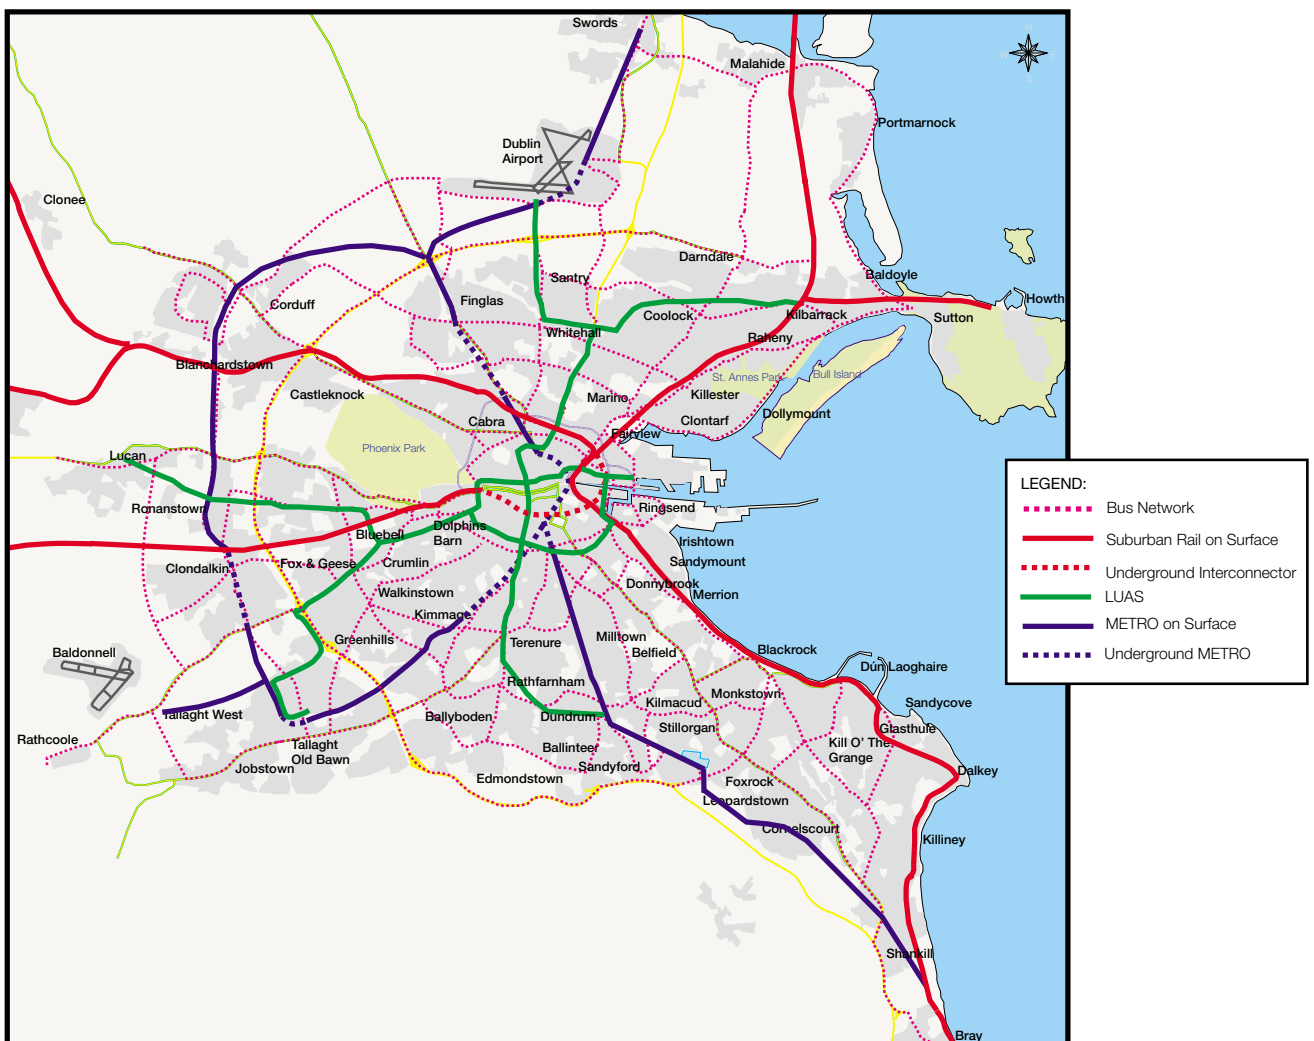 Swords
Malahide
N
W
E
S
Portmarnock
Dublin
Airport
Clonee
Darndale
Baldoyle
Santry
Howth
Corduff
Finglas
Coolock
Kilbarrack
Sutton
Whitehall
Raheny
Blanchardstown
St. Annes Park
Bull Island
Castleknock
Marino
Killester
Dollymount
Cabra
Clontarf
Fairview
Phoenix Park
Lucan
Ronanstown
Ringsend
Dolphins
Barn
Bluebell
Irishtown
Fox & Geese
Crumlin
Sandymount
Clondalkin
Donnybrook
Walkinstown
Merrion
Kimmage
Greenhills
Terenure
Milltown
Belfield
Blackrock
Baldonnell
Dún Laoghaire
Rathfarnham
Monkstown
Kilmacud
Sandycove
Tallaght West
Ballyboden
Dundrum
Stillorgan
Glasthule
Rathcoole
Tallaght
Old Bawn
Ballinteer
Kill O' The
Grange
Jobstown
Sandyford
Edmondstown
Foxrock
Dalkey
Leopardstown
Cornelscourt
Killiney
Shankill
Bray
LEGEND:
Bus Network
Suburban Rail on Surface
Underground Interconnector
LUAS
METRO on Surface
Underground METRO